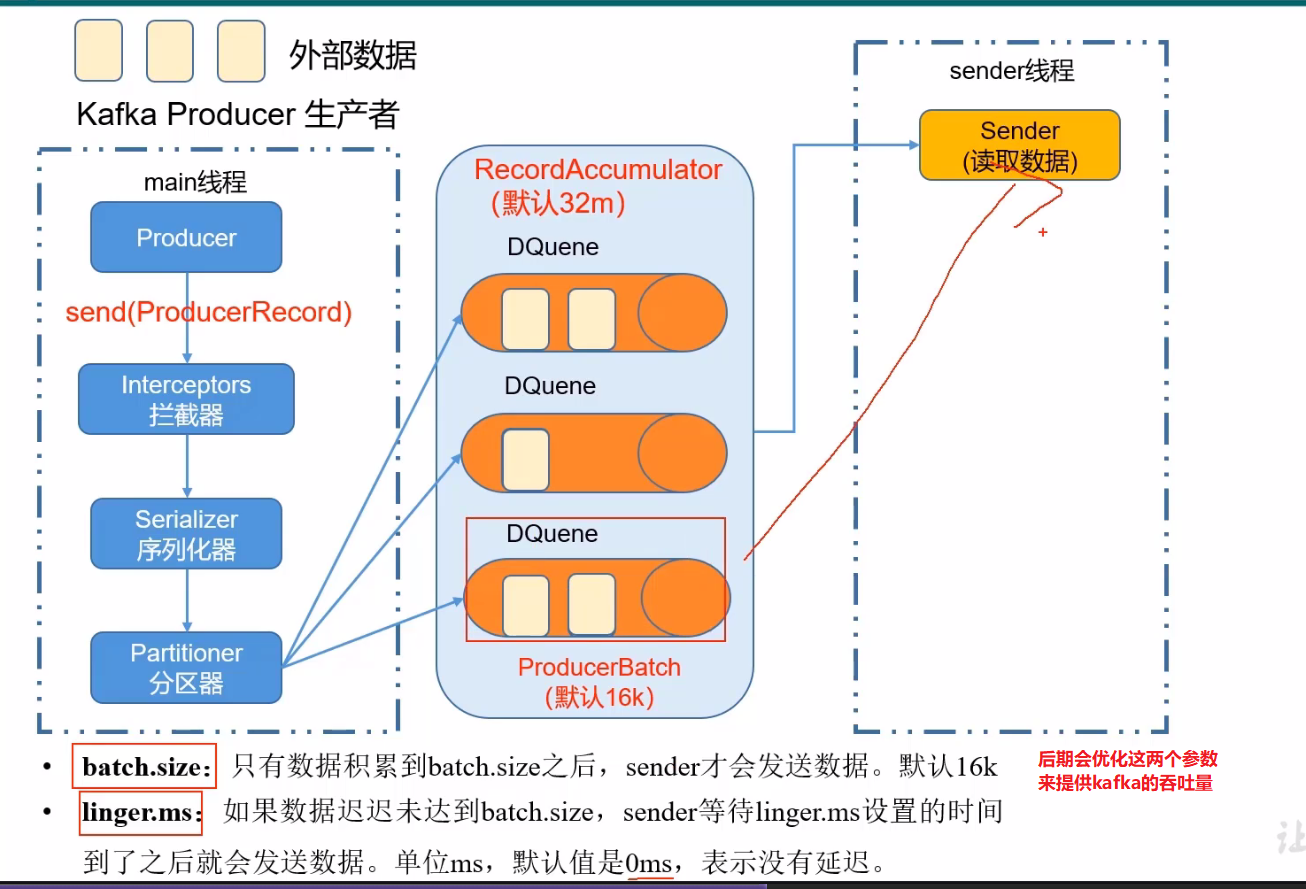 外部数据
Kafka Producer 生产者
main线程
Producer
send(ProducerRecord)
Interceptors
拦截器
Serializer
序列化器
Partitioner
分区器
RecordAccumulator
(默认32m)
DQuene
DQuene
DQuene
ProducerBatch
(默认16k)
sender线程
Sender
(读取数据)
• batch.size：只有数据积累到batch.size之后，sender才会发送数据。默认16k
• linger.ms：如果数据迟迟未达到batch.size，sender等待linger.ms设置的时间
到了之后就会发送数据。单位ms，默认值是0ms，表示没有延迟。
后期会优化这两个参数
来提供kafka的吞吐量
让